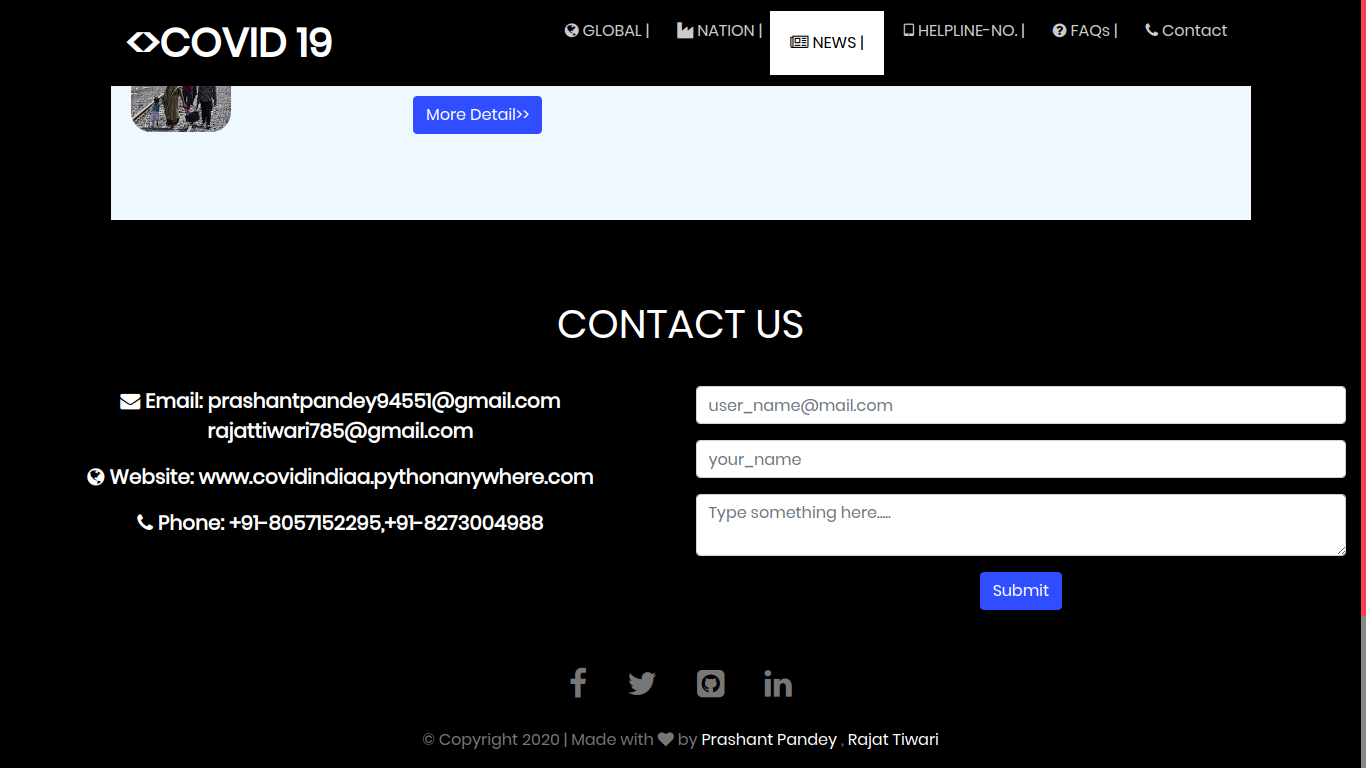 COVID 19
GLOBAL |
NATION |
NEWS |
HELPLINE-NO. |
FAQs |
Contact
More Detail>>
CONTACT US
Email: prashantpandey94551@gmail.com
rajattiwari785@gmail.com
Website: www.covidindiaa.pythonanywhere.com
Phone: +91-8057152295,+91-8273004988
user_name@mail.com
your_name
Type something here.....
Submit
© Copyright 2020 | Made with ♥ by Prashant Pandey , Rajat Tiwari